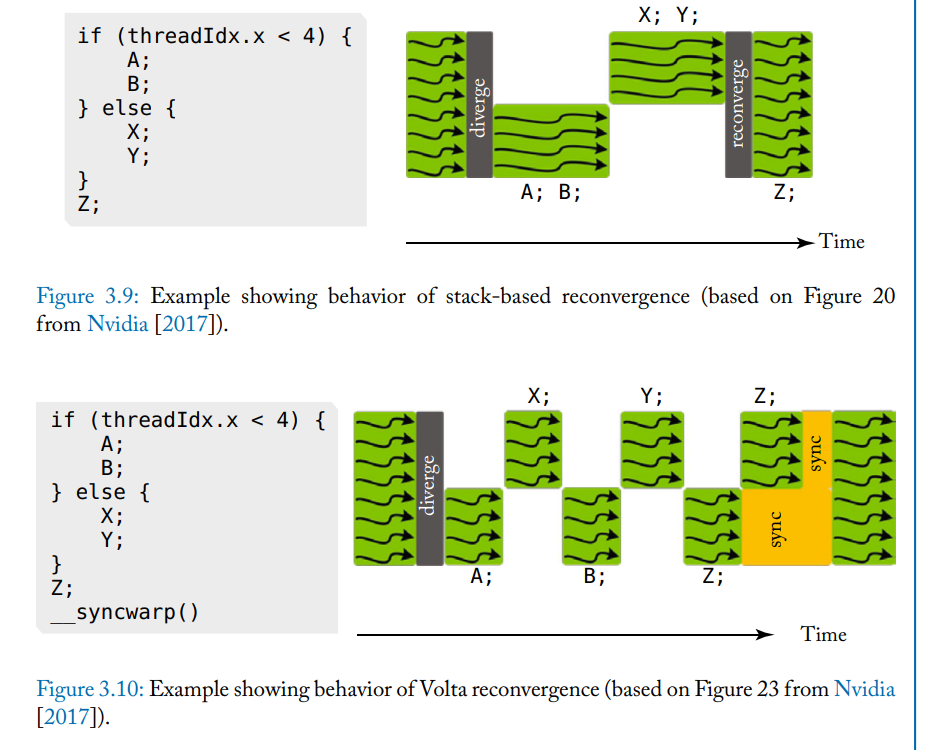 X; Y;
if (threadIdx.x < 4) {
A;
B;
} else {
X;
Y;
}
Z;
diverge
reconverge
A; B;
Z;
Time
Figure 3.9: Example showing behavior of stack-based reconvergence (based on Figure 20
from Nvidia [2017]).
X;
Y;
Z;
if (threadIdx.x < 4) {
A;
B;
} else {
X;
Y;
}
Z;
__syncwarp()
diverge
sync
sync
A;
B;
Z;
Time
Figure 3.10: Example showing behavior of Volta reconvergence (based on Figure 23 from Nvidia
[2017]).